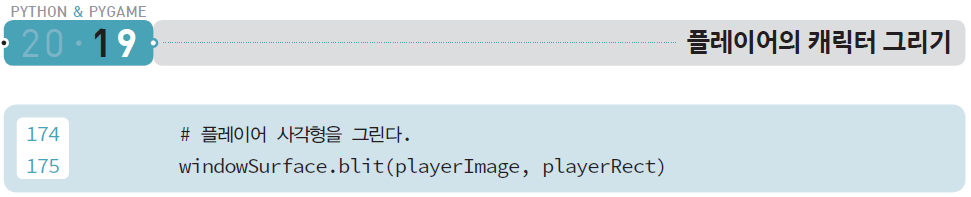 PYTHON & PYGAME
20·19 플레이어의 캐릭터 그리기
174 # 플레이어 사각형을 그린다.
175 windowSurface.blit(playerImage, playerRect)